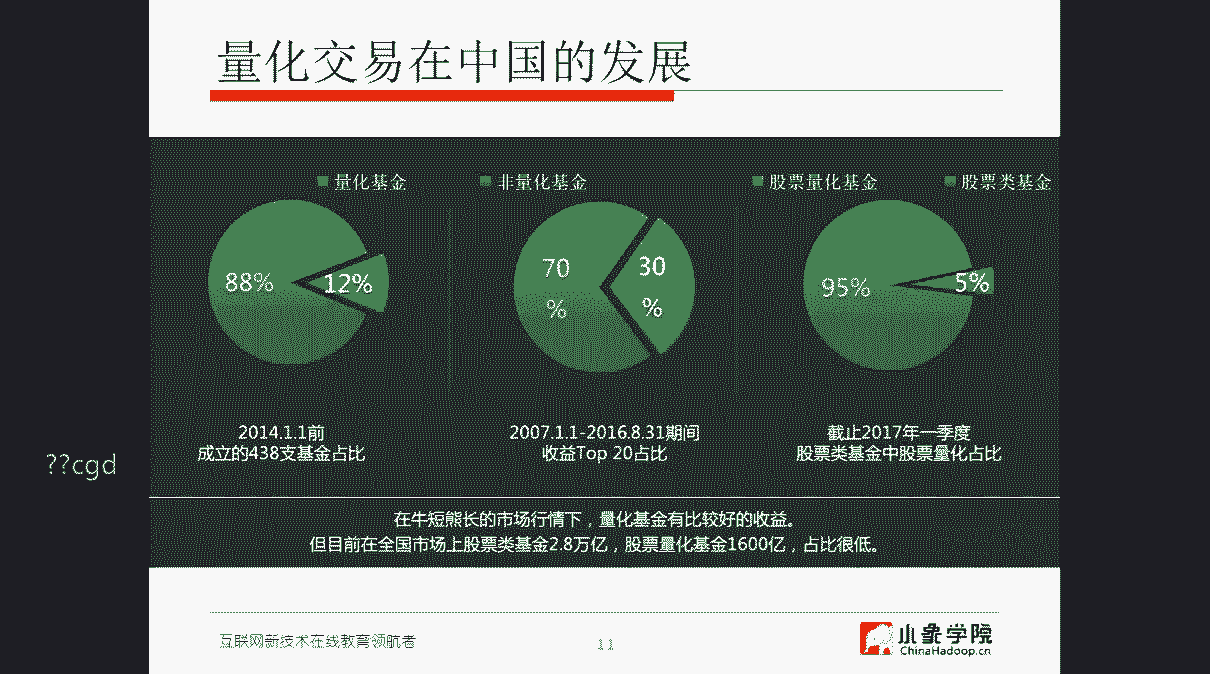 量化交易在中国的发展
量化基金
非量化基金
股票量化基金
股票类基金
88%
12%
70
%
30
%
95%
5%
2014.1.1前
成立的438支基金占比
2007.1.1-2016.8.31期间
收益Top 20占比
截止2017年一季度
股票类基金中股票量化占比
??cgd
在牛短熊长的市场行情下，量化基金有比较好的收益。
但目前在全国市场上股票类基金2.8万亿，股票量化基金1600亿，占比很低。
互联网新技术在线教育领航者
11
小象学院
ChinaHadoop.cn